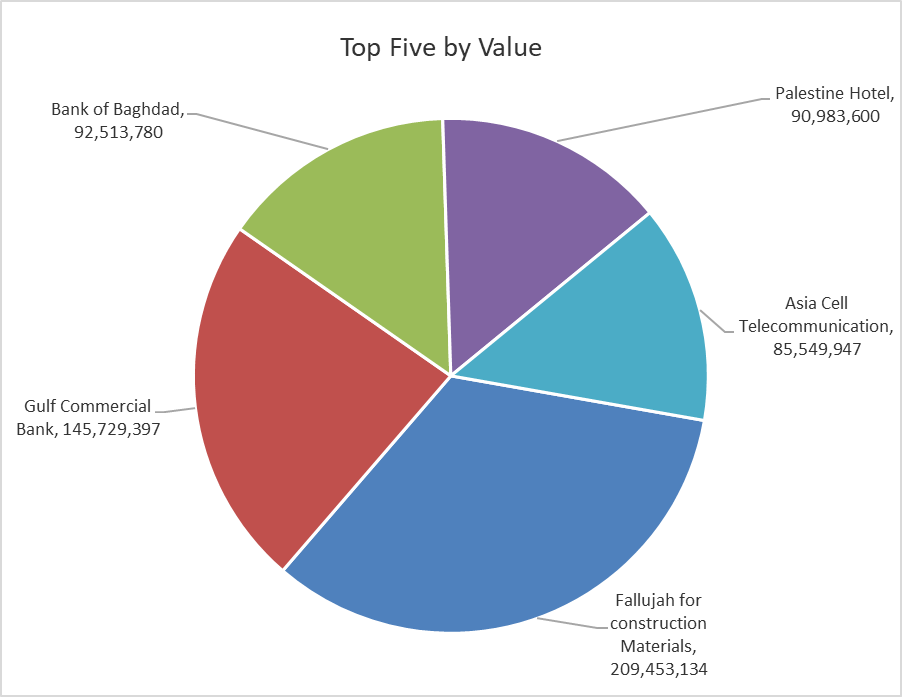 Top Five by Value
Bank of Baghdad,
92,513,780
Palestine Hotel,
90,983,600
Asia Cell
Telecommunication,
85,549,947
Gulf Commercial
Bank, 145,729,397
Fallujah for
construction
Materials,
209,453,134